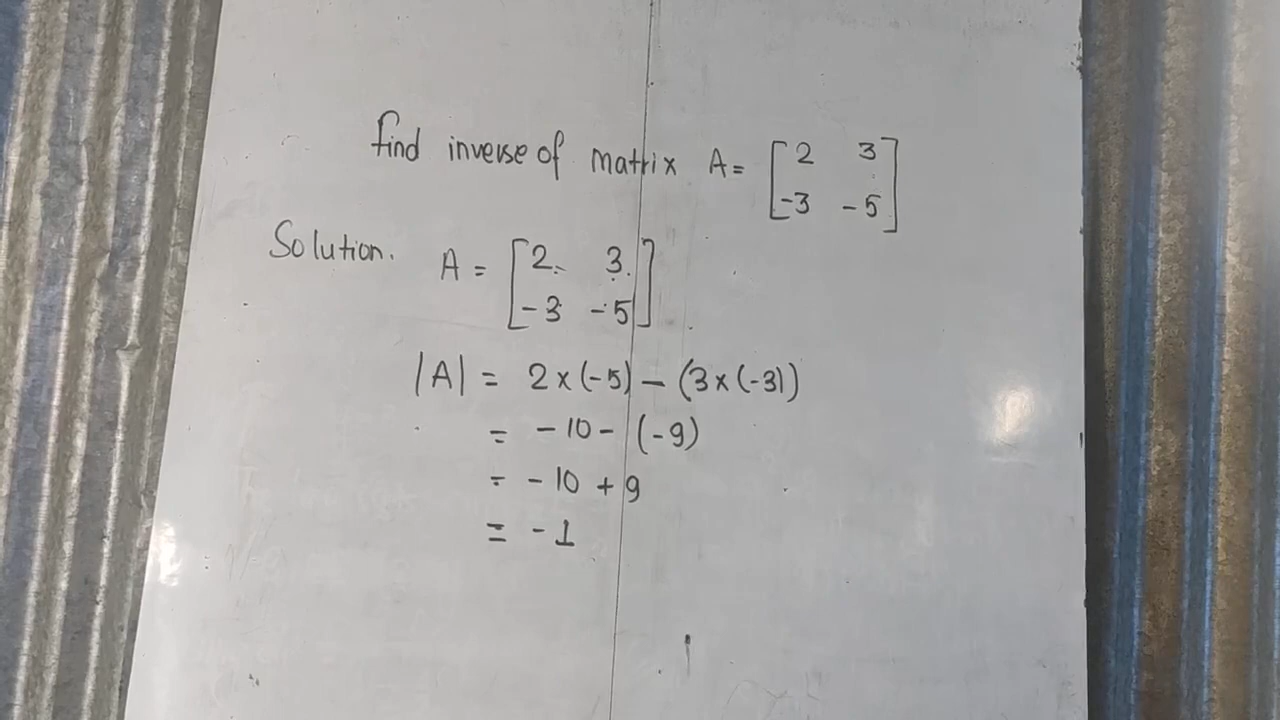 find inverse of matrix A = [2 3
-3 -5]
Solution. A = [2 3
-3 -5]
|A| = 2 × (-5) - (3 × (-3))
= -10 - (-9)
= -10 + 9
= -1